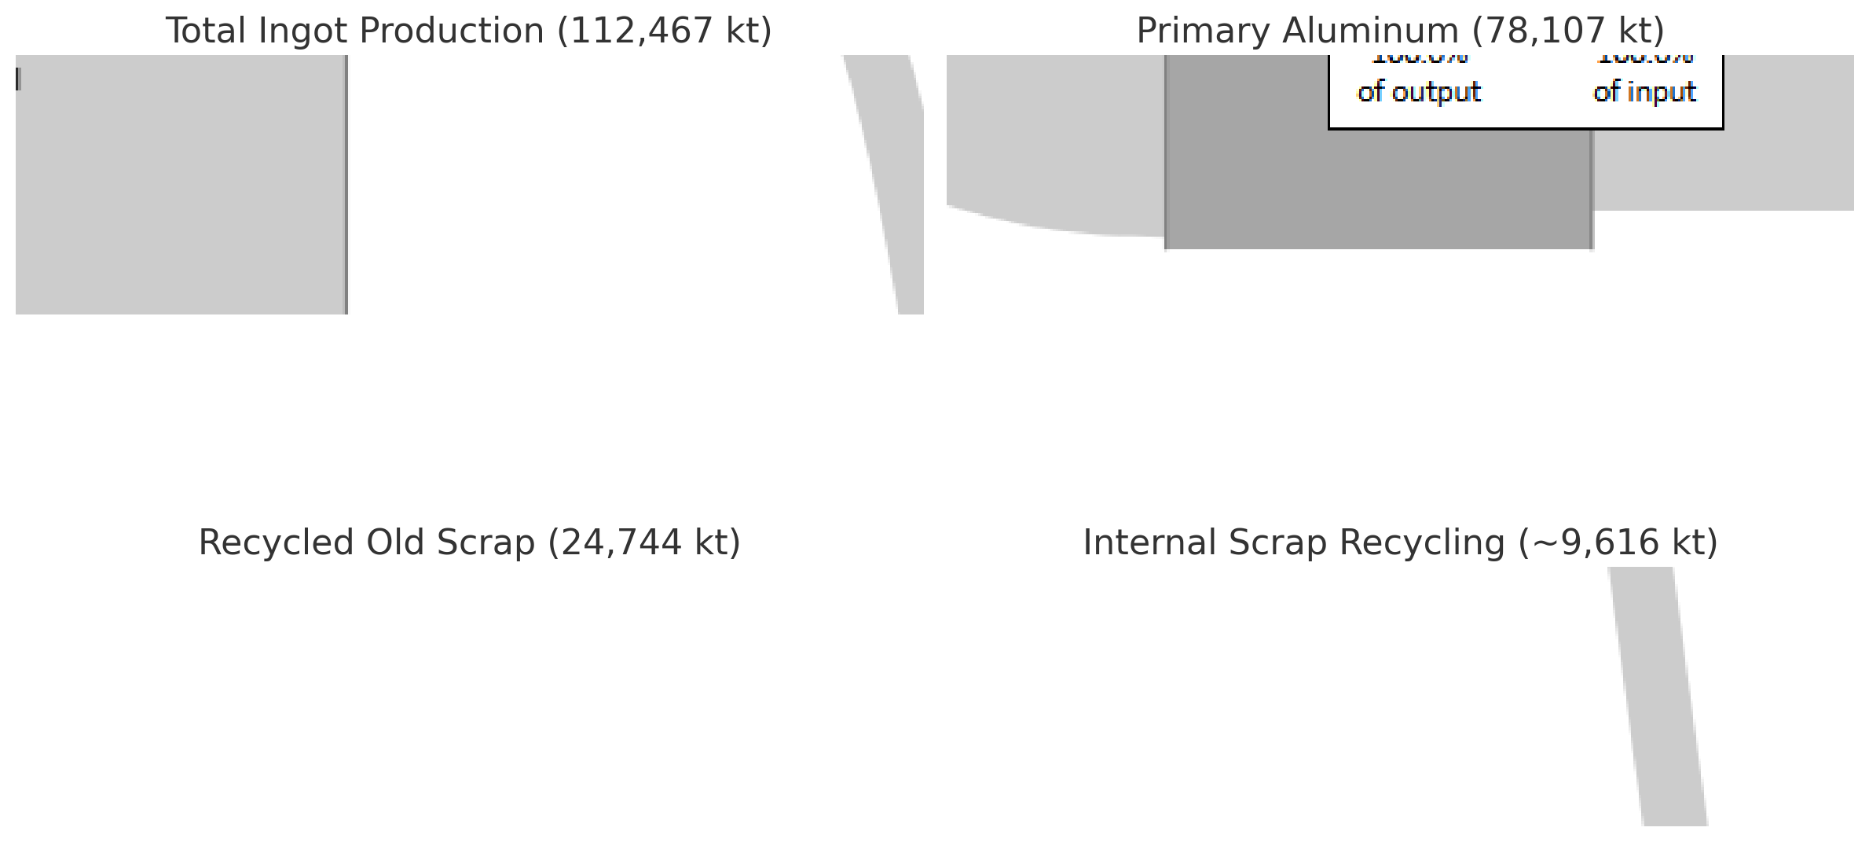 Total Ingot Production (112,467 kt)
Primary Aluminum (78,107 kt)
of output of input
Recycled Old Scrap (24,744 kt)
Internal Scrap Recycling (~9,616 kt)